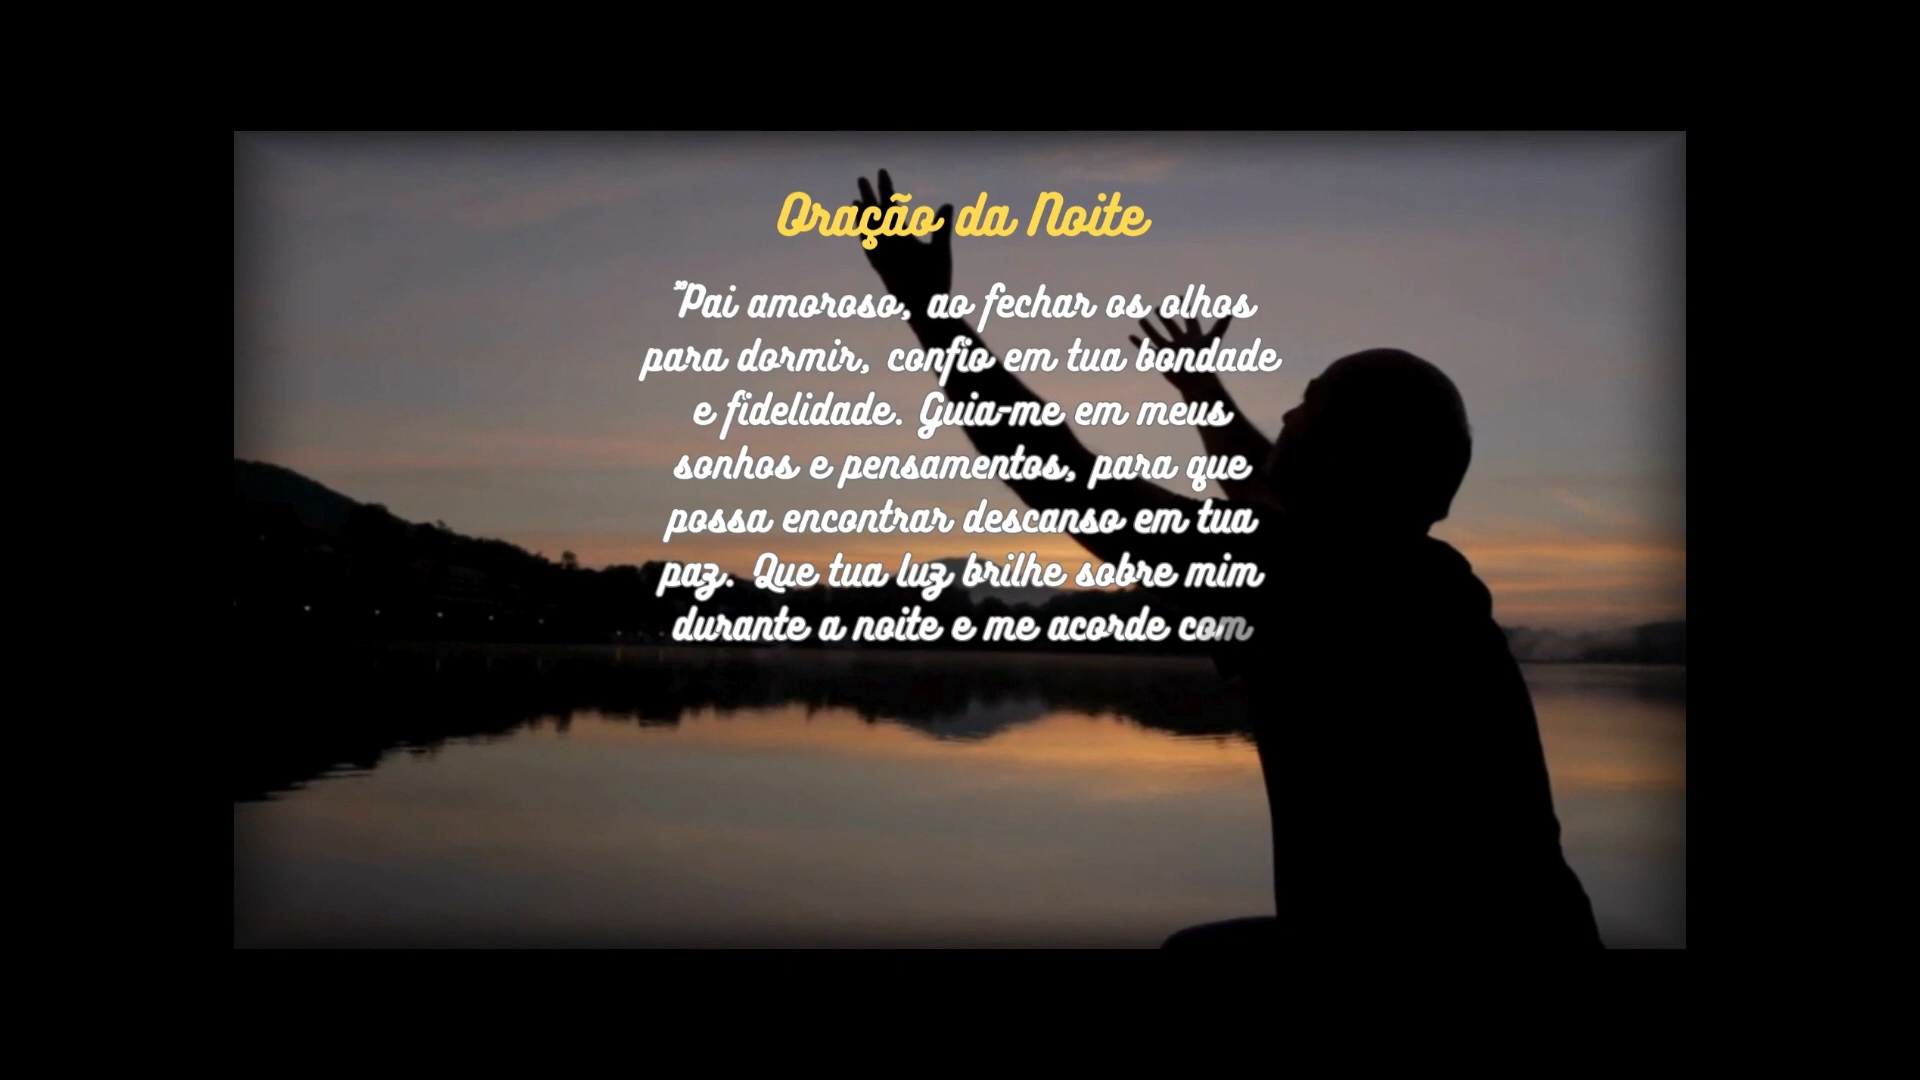 Oração da Noite
"Pai amoroso, ao fechar os olhos
para dormir, confio em tua bondade
e fidelidade. Guia-me em meus
sonhos e pensamentos, para que
possa encontrar descanso em tua
paz. Que tua luz brilhe sobre mim
durante a noite e me acorde com